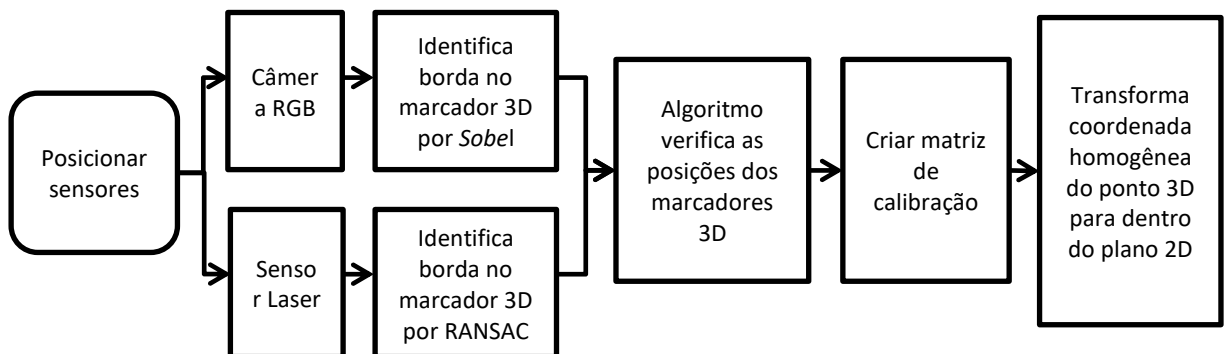 Posicionar
sensores
Câmer
a RGB
Identifica
borda no
marcador 3D
por Sobel
Senso
r Laser
Identifica
borda no
marcador 3D
por RANSAC
Algoritmo
verifica as
posições dos
marcadores
3D
Criar matriz
de
calibração
Transforma
coordenada
homogênea
do ponto 3D
para dentro
do plano 2D